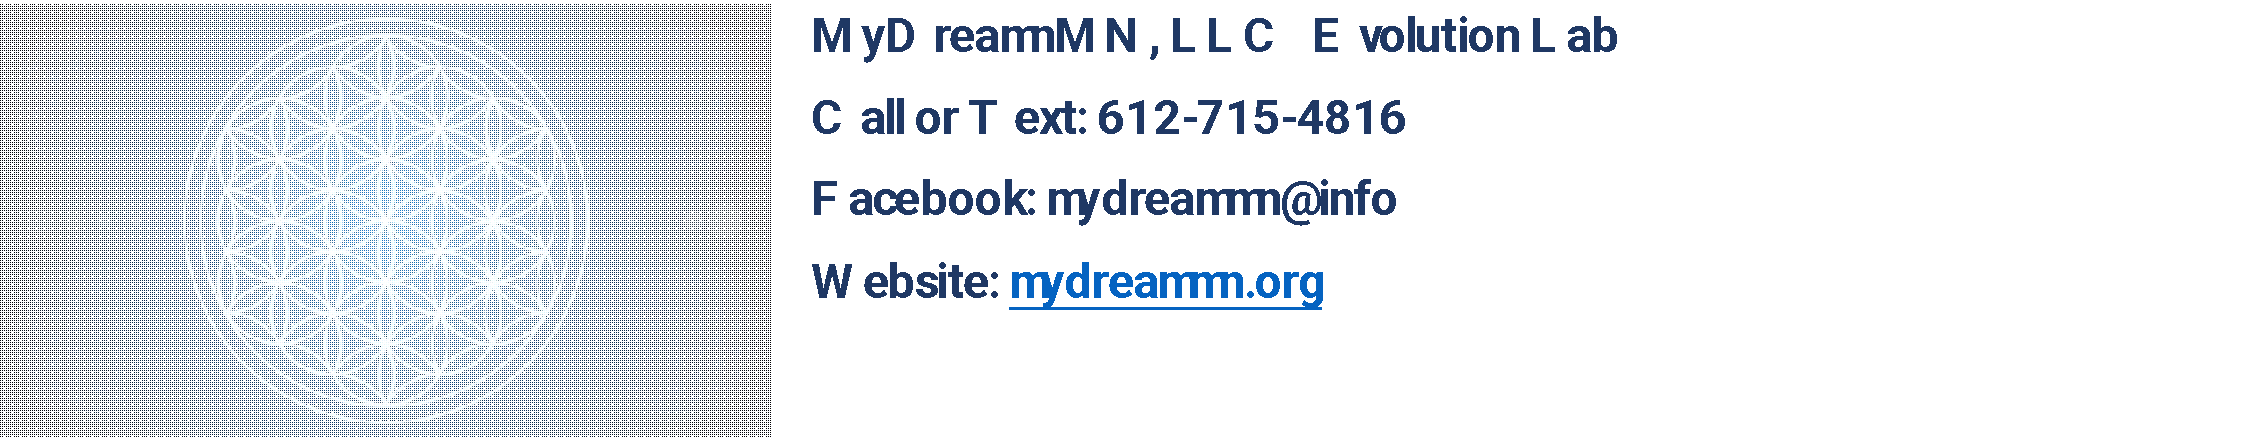 MyDreamMN, LLC Evolution Lab
Call or Text: 612-715-4816
Facebook: mydreammn@info
Website: mydreammn.org